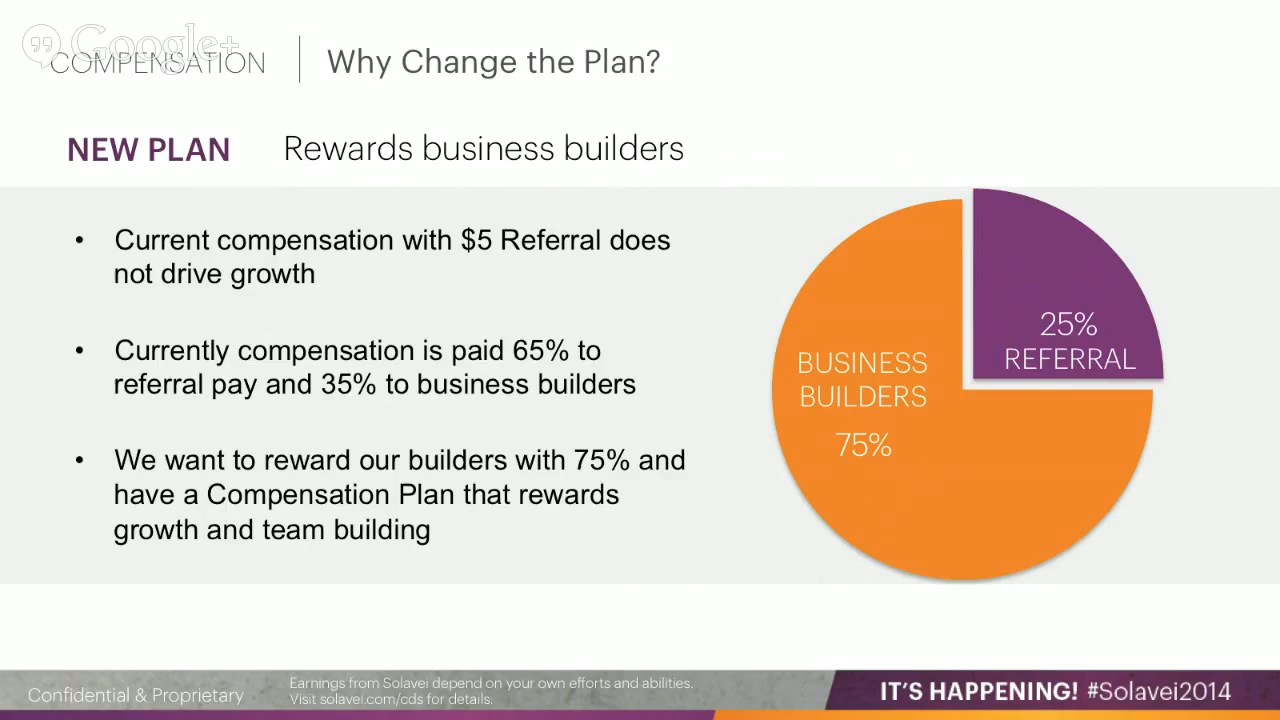 Google+
COMPENSATION
Why Change the Plan?
NEW PLAN Rewards business builders
• Current compensation with $5 Referral does
not drive growth
• Currently compensation is paid 65% to
referral pay and 35% to business builders
• We want to reward our builders with 75% and
have a Compensation Plan that rewards
growth and team building
25%
REFERRAL
BUSINESS
BUILDERS
75%
Confidential & Proprietary
Earnings from Solavei depend on your own efforts and abilities.
Visit solavei.com/cds for details.
IT'S HAPPENING! #Solavei2014